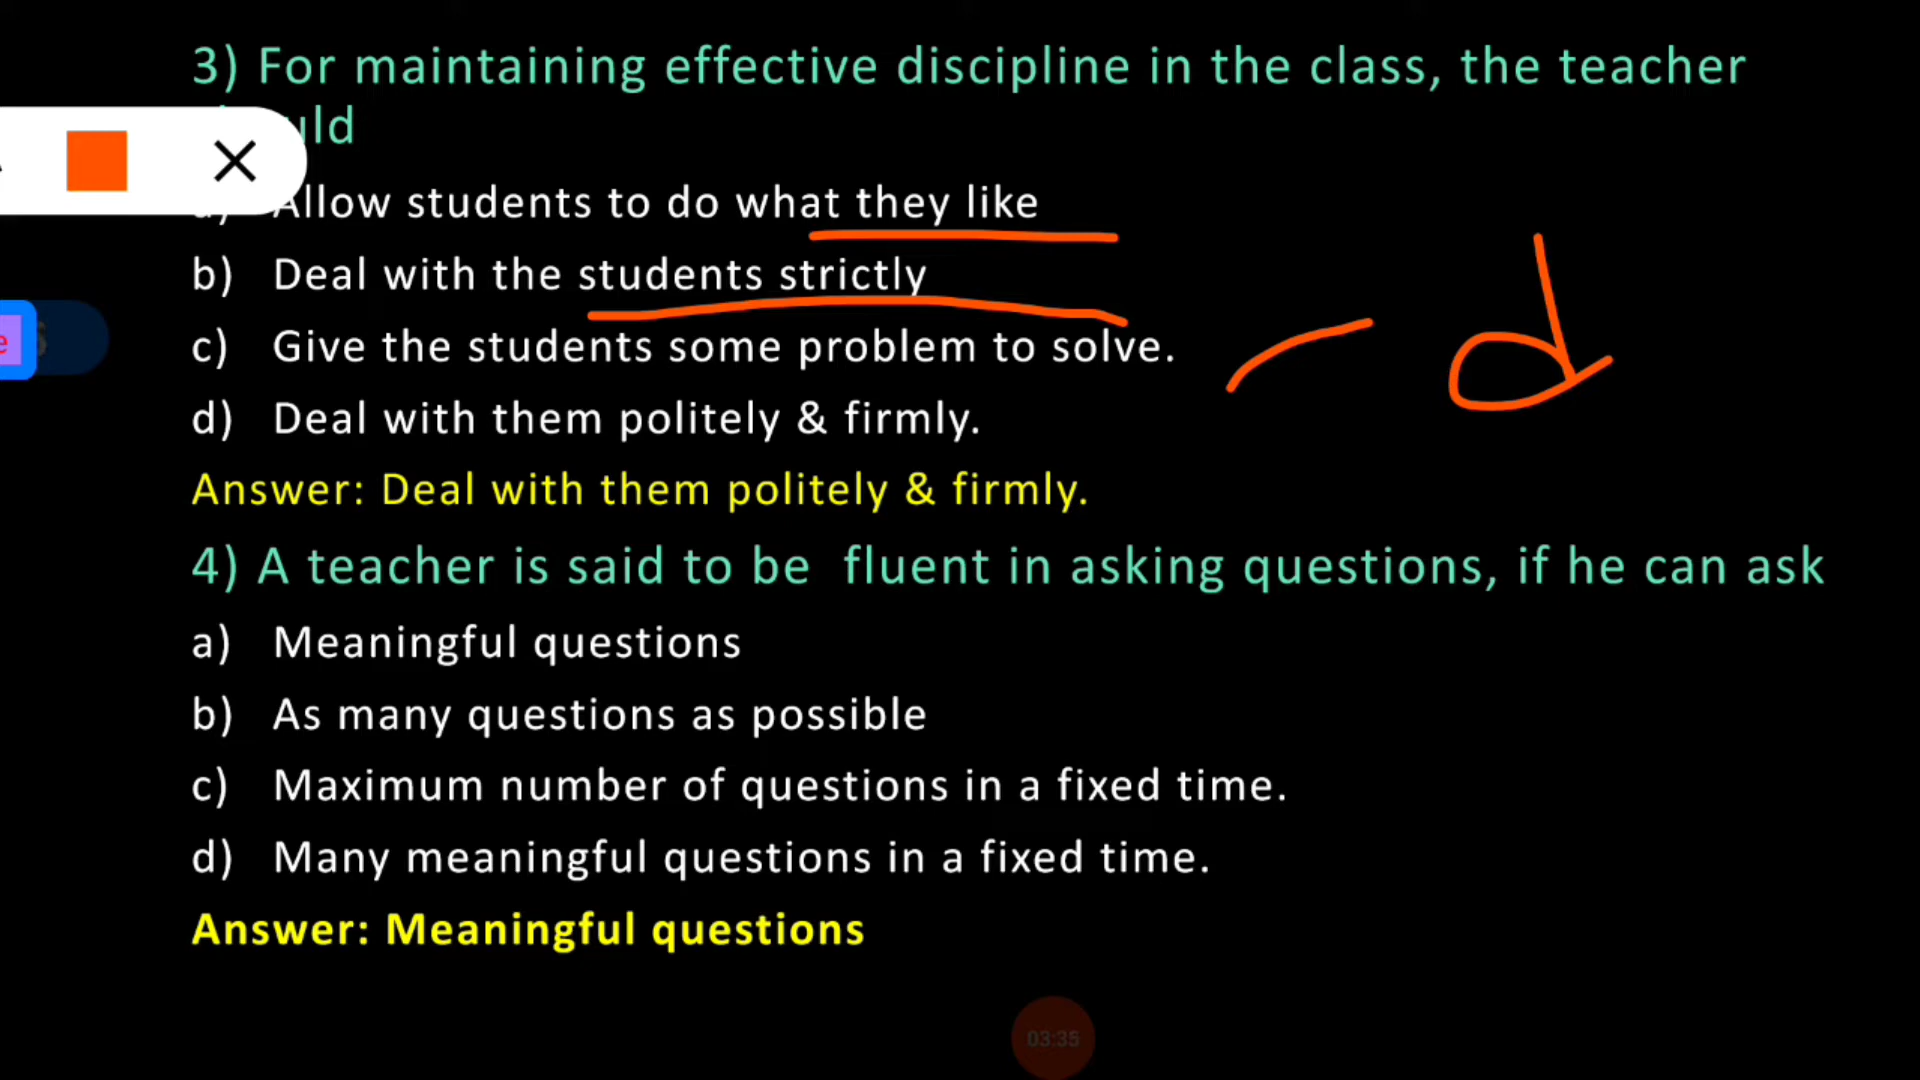 3) For maintaining effective discipline in the class, the teacher
uld
Allow students to do what they like
b) Deal with the students strictly
c) Give the students some problem to solve.
d) Deal with them politely & firmly.
d
Answer: Deal with them politely & firmly.
4) A teacher is said to be fluent in asking questions, if he can ask
a) Meaningful questions
b) As many questions as possible
c) Maximum number of questions in a fixed time.
d) Many meaningful questions in a fixed time.
Answer: Meaningful questions
03:35